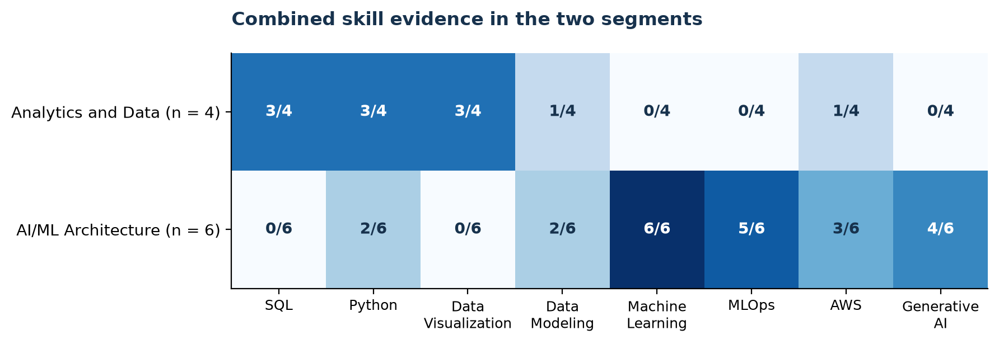 Combined skill evidence in the two segments
Analytics and Data (n = 4)
3/4 3/4 3/4 1/4 0/4 0/4 1/4 0/4
AI/ML Architecture (n = 6)
0/6 2/6 0/6 2/6 6/6 5/6 3/6 4/6
SQL
Python
Data
Visualization
Data
Modeling
Machine
Learning
MLOps
AWS
Generative
AI